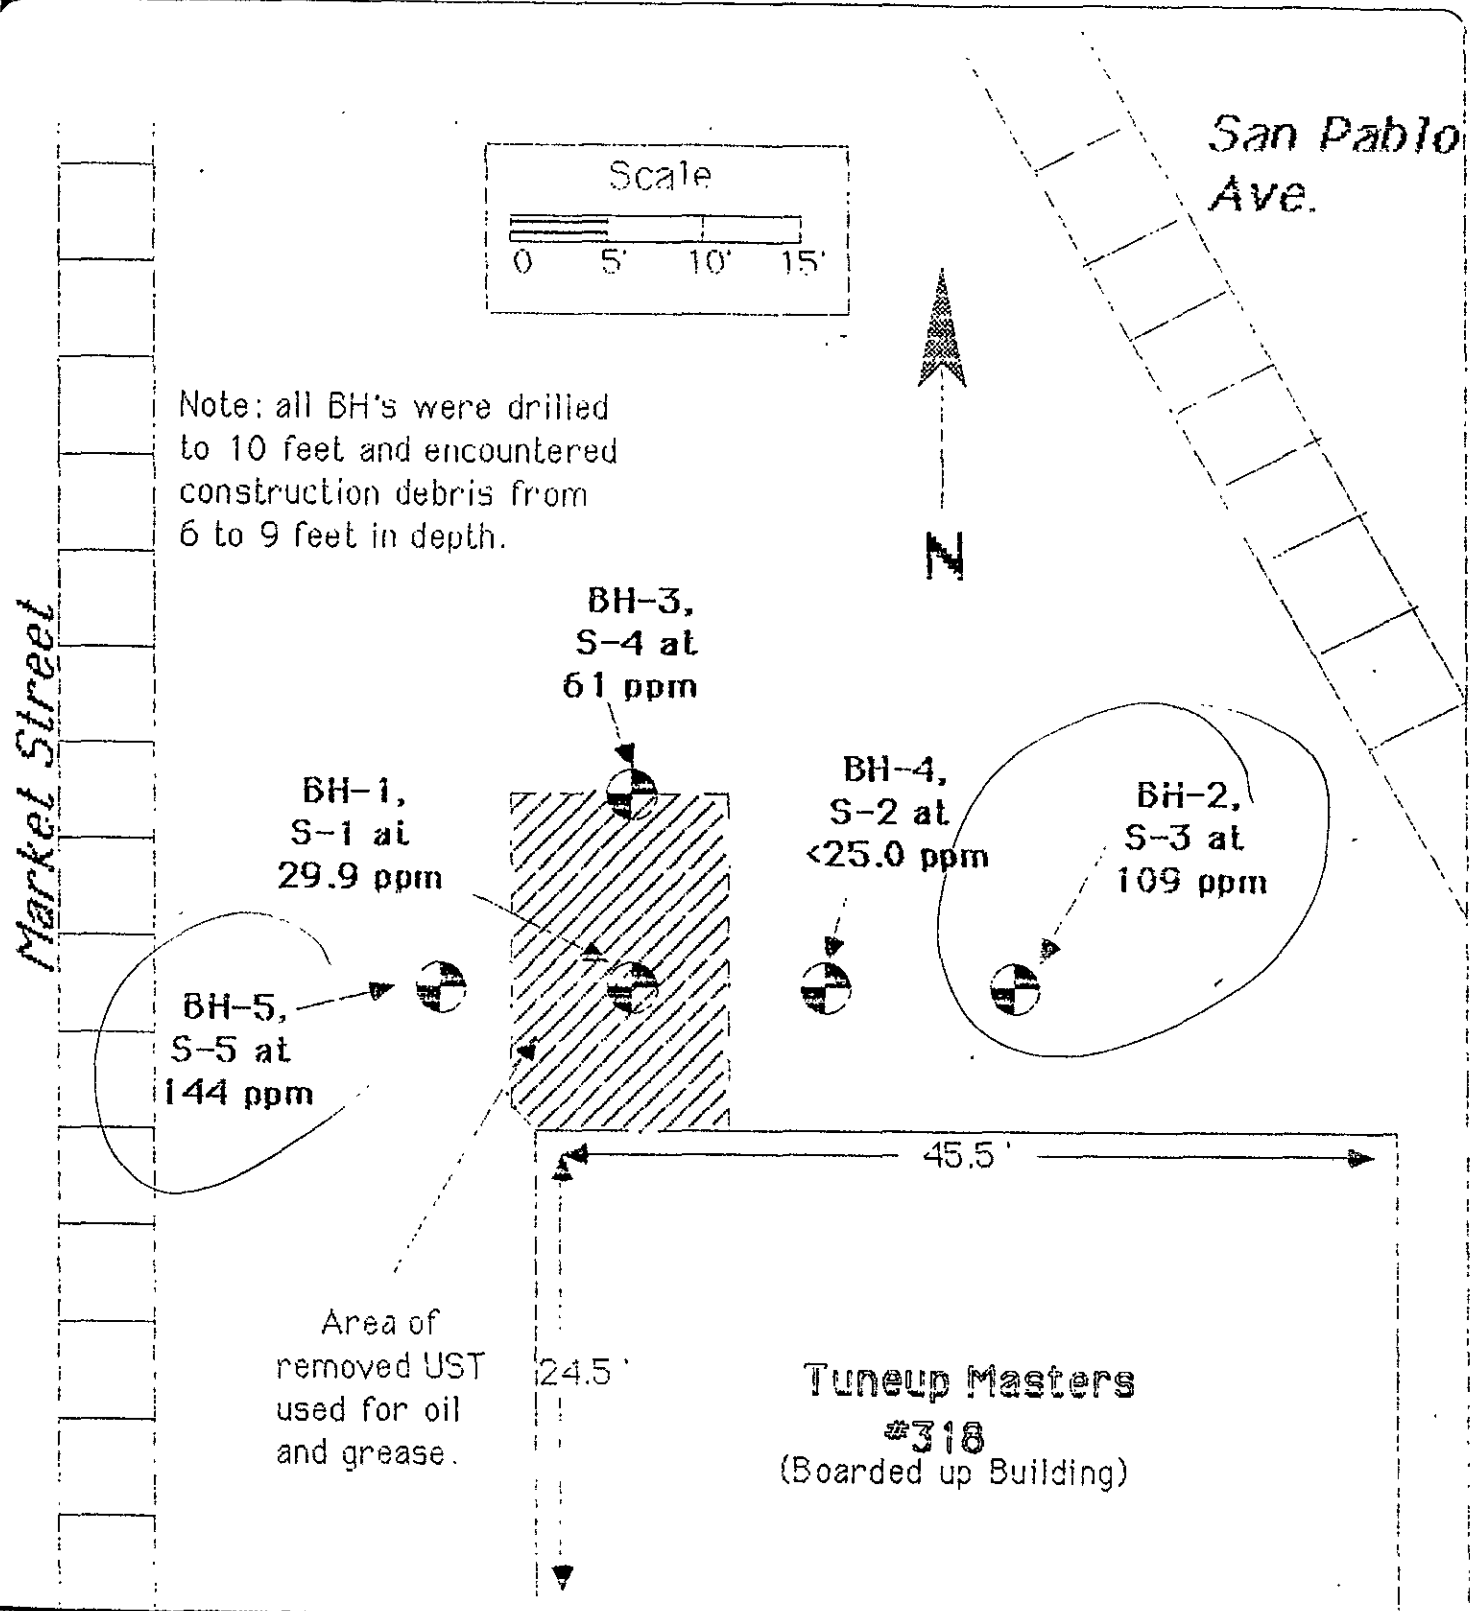 San Pablo
Ave.
Scale
0 5' 10' 15'
Note: all BH's were drilled
to 10 feet and encountered
construction debris from
6 to 9 feet in depth.
N
Market Street
BH-3,
S-4 at
61 ppm
BH-1,
S-1 at
29.9 ppm
BH-4,
S-2 at
<25.0 ppm
BH-2,
S-3 at
109 ppm
BH-5,
S-5 at
144 ppm
45.5'
24.5'
Area of
removed UST
used for oil
and grease.
Tuneup Masters
#318
(Boarded up Building)